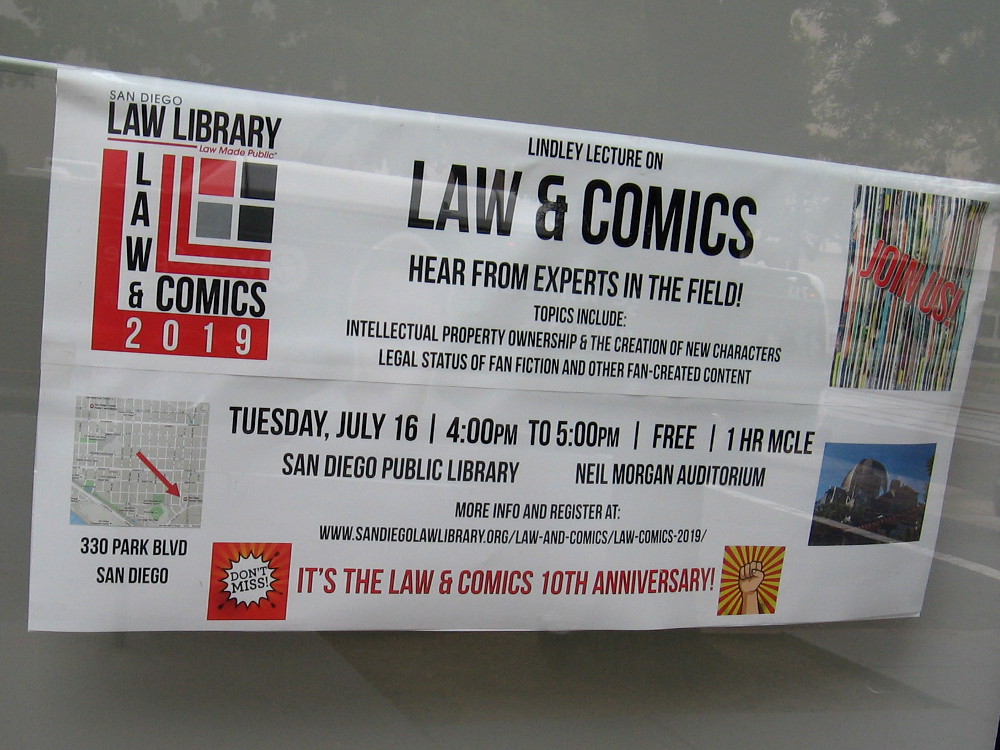 SAN DIEGO
LAW LIBRARY
Law Made Public
LAW
& COMICS
2019
LINDLEY LECTURE ON
LAW & COMICS
HEAR FROM EXPERTS IN THE FIELD!
TOPICS INCLUDE:
INTELLECTUAL PROPERTY OWNERSHIP & THE CREATION OF NEW CHARACTERS
LEGAL STATUS OF FAN FICTION AND OTHER FAN-CREATED CONTENT
JOIN US!
TUESDAY, JULY 16 | 4:00PM TO 5:00PM | FREE | 1 HR MCLE
SAN DIEGO PUBLIC LIBRARY NEIL MORGAN AUDITORIUM
MORE INFO AND REGISTER AT:
WWW.SANDIEGOLAWLIBRARY.ORG/LAW-AND-COMICS/LAW-COMICS-2019/
330 PARK BLVD
SAN DIEGO
DON'T
MISS!
IT'S THE LAW & COMICS 10TH ANNIVERSARY!